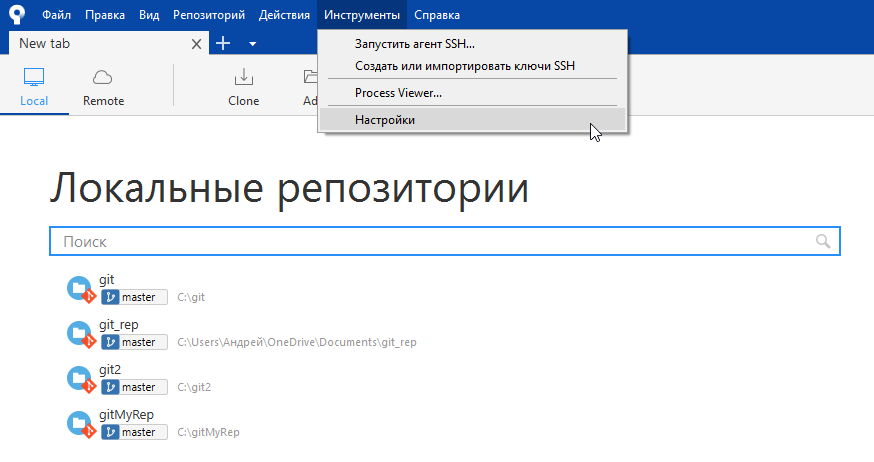 Файл Правка Вид Репозиторий Действия Инструменты Справка
New tab
Запустить агент SSH...
Создать или импортировать ключи SSH
Process Viewer...
Настройки
Local Remote Clone
Локальные репозитории
Поиск
git
master C:\git
git_rep
master C:\Users\Андрей\OneDrive\Documents\git_rep
git2
master C:\git2
gitMyRep
master C:\gitMyRep